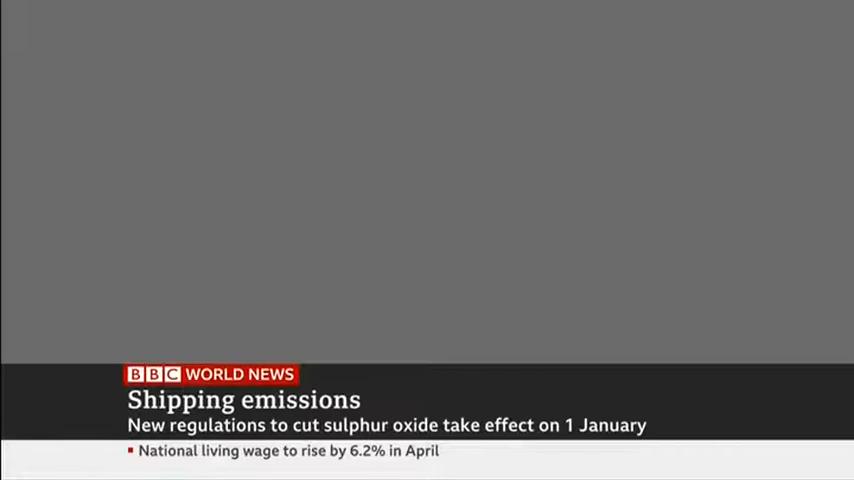 BBC WORLD NEWS
Shipping emissions
New regulations to cut sulphur oxide take effect on 1 January
National living wage to rise by 6.2% in April